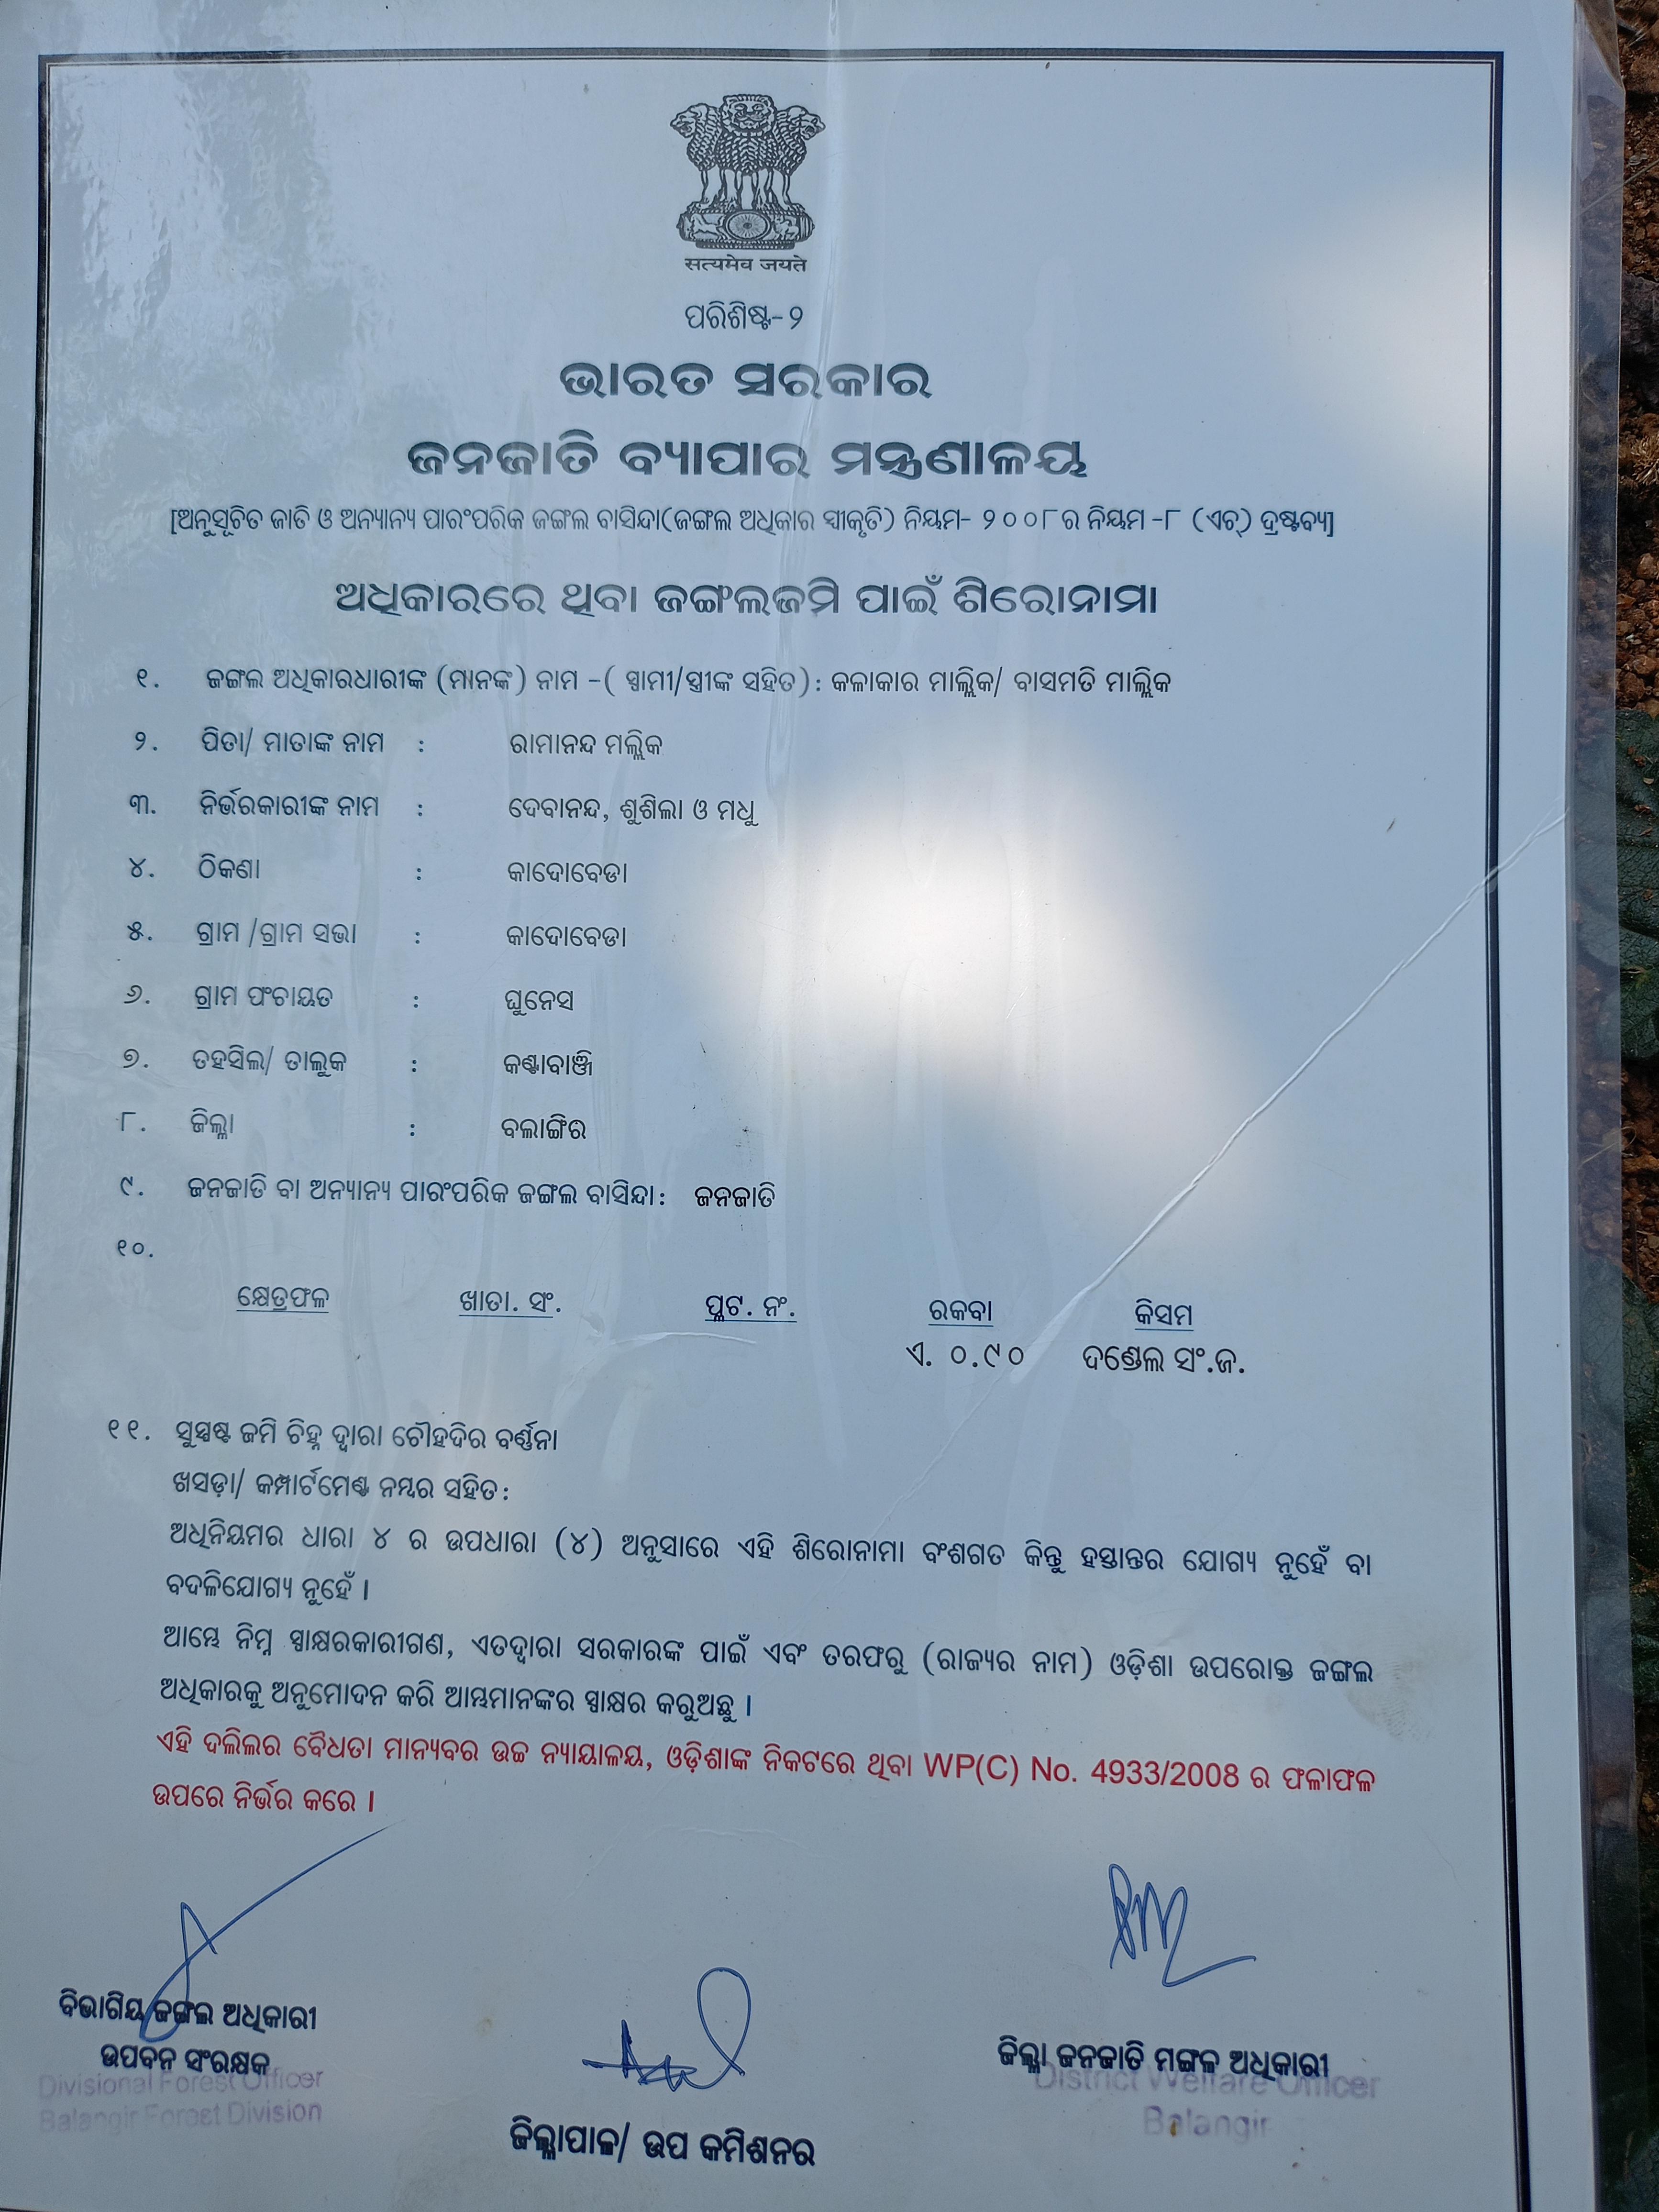 सत्यमेव जयते
ପରିଶିଷ୍ଟ-୨
ଭାରତ ସରକାର
ଜନଜାତି ବ୍ୟାପାର ମନ୍ତ୍ରଣାଳୟ
[ଅନୁସୂଚିତ ଜାତି ଓ ଅନ୍ୟାନ୍ୟ ପାରଂପରିକ ଜଙ୍ଗଲ ବାସିନ୍ଦା(ଜଙ୍ଗଲ ଅଧିକାର ସ୍ୱୀକୃତି) ନିୟମ- ୨୦୦୮ର ନିୟମ -୮ (ଏଚ୍) ଦ୍ରଷ୍ଟବ୍ୟ]
ଅଧିକାରରେ ଥିବା ଜଙ୍ଗଲଜମି ପାଇଁ ଶିରୋନାମା
୧. ଜଙ୍ଗଲ ଅଧିକାରଧାରୀଙ୍କ (ମାନଙ୍କ) ନାମ -( ସ୍ୱାମୀ/ସ୍ତ୍ରୀଙ୍କ ସହିତ): କଳାକାର ମାଲ୍ଲିକ/ ବାସମତି ମାଲ୍ଲିକ
୨. ପିତା/ ମାତାଙ୍କ ନାମ : ରାମାନନ୍ଦ ମଲ୍ଲିକ
୩. ନିର୍ଭରକାରୀଙ୍କ ନାମ : ଦେବାନନ୍ଦ, ଶୁଶିଲା ଓ ମଧୁ
୪. ଠିକଣା : କାଦୋବେଡା
୫. ଗ୍ରାମ /ଗ୍ରାମ ସଭା : କାଦୋବେଡା
୬. ଗ୍ରାମ ପଂଚାୟତ : ଘୁନେସ
୭. ତହସିଲ/ ତାଲୁକ : କଣ୍ଟାବାଞ୍ଜି
୮. ଜିଲ୍ଲା : ବଲାଙ୍ଗିର
୯. ଜନଜାତି ବା ଅନ୍ୟାନ୍ୟ ପାରଂପରିକ ଜଙ୍ଗଲ ବାସିନ୍ଦା: ଜନଜାତି
୧୦.
କ୍ଷେତ୍ରଫଳ ଖାତା. ସଂ. ପ୍ଳଟ. ନଂ. ରକବା କିସମ
ଏ. ୦.୯୦ ଦଣ୍ଡେଲ ସଂ.ଜ.
୧୧. ସୁସ୍ପଷ୍ଟ ଜମି ଚିହ୍ନ ଦ୍ୱାରା ଚୌହଦିର ବର୍ଣ୍ଣନା
ଖସଡ଼ା/ କମ୍ପାର୍ଟମେଣ୍ଟ ନମ୍ବର ସହିତ:
ଅଧିନିୟମର ଧାରା ୪ ର ଉପଧାରା (୪) ଅନୁସାରେ ଏହି ଶିରୋନାମା ବଂଶଗତ କିନ୍ତୁ ହସ୍ତାନ୍ତର ଯୋଗ୍ୟ ନୁହେଁ ବା
ବଦଳିଯୋଗ୍ୟ ନୁହେଁ ।
ଆମ୍ଭେ ନିମ୍ନ ସ୍ୱାକ୍ଷରକାରୀଗଣ, ଏତଦ୍ୱାରା ସରକାରଙ୍କ ପାଇଁ ଏବଂ ତରଫରୁ (ରାଜ୍ୟର ନାମ) ଓଡ଼ିଶା ଉପରୋକ୍ତ ଜଙ୍ଗଲ
ଅଧିକାରକୁ ଅନୁମୋଦନ କରି ଆମ୍ଭମାନଙ୍କର ସ୍ୱାକ୍ଷର କରୁଅଛୁ ।
ଏହି ଦଲିଲର ବୈଧତା ମାନ୍ୟବର ଉଚ୍ଚ ନ୍ୟାୟାଳୟ, ଓଡ଼ିଶାଙ୍କ ନିକଟରେ ଥିବା WP(C) No. 4933/2008 ର ଫଳାଫଳ
ଉପରେ ନିର୍ଭର କରେ ।
ବିଭାଗିୟ ଜଙ୍ଗଲ ଅଧିକାରୀ
ଉପବନ ସଂରକ୍ଷକ
Divisional Forest Officer
Balangir Forest Division
ଜିଲ୍ଲାପାଳ/ ଉପ କମିଶନର
ଜିଲ୍ଲା ଜନଜାତି ମଙ୍ଗଳ ଅଧିକାରୀ
District Welfare Officer
Balangir